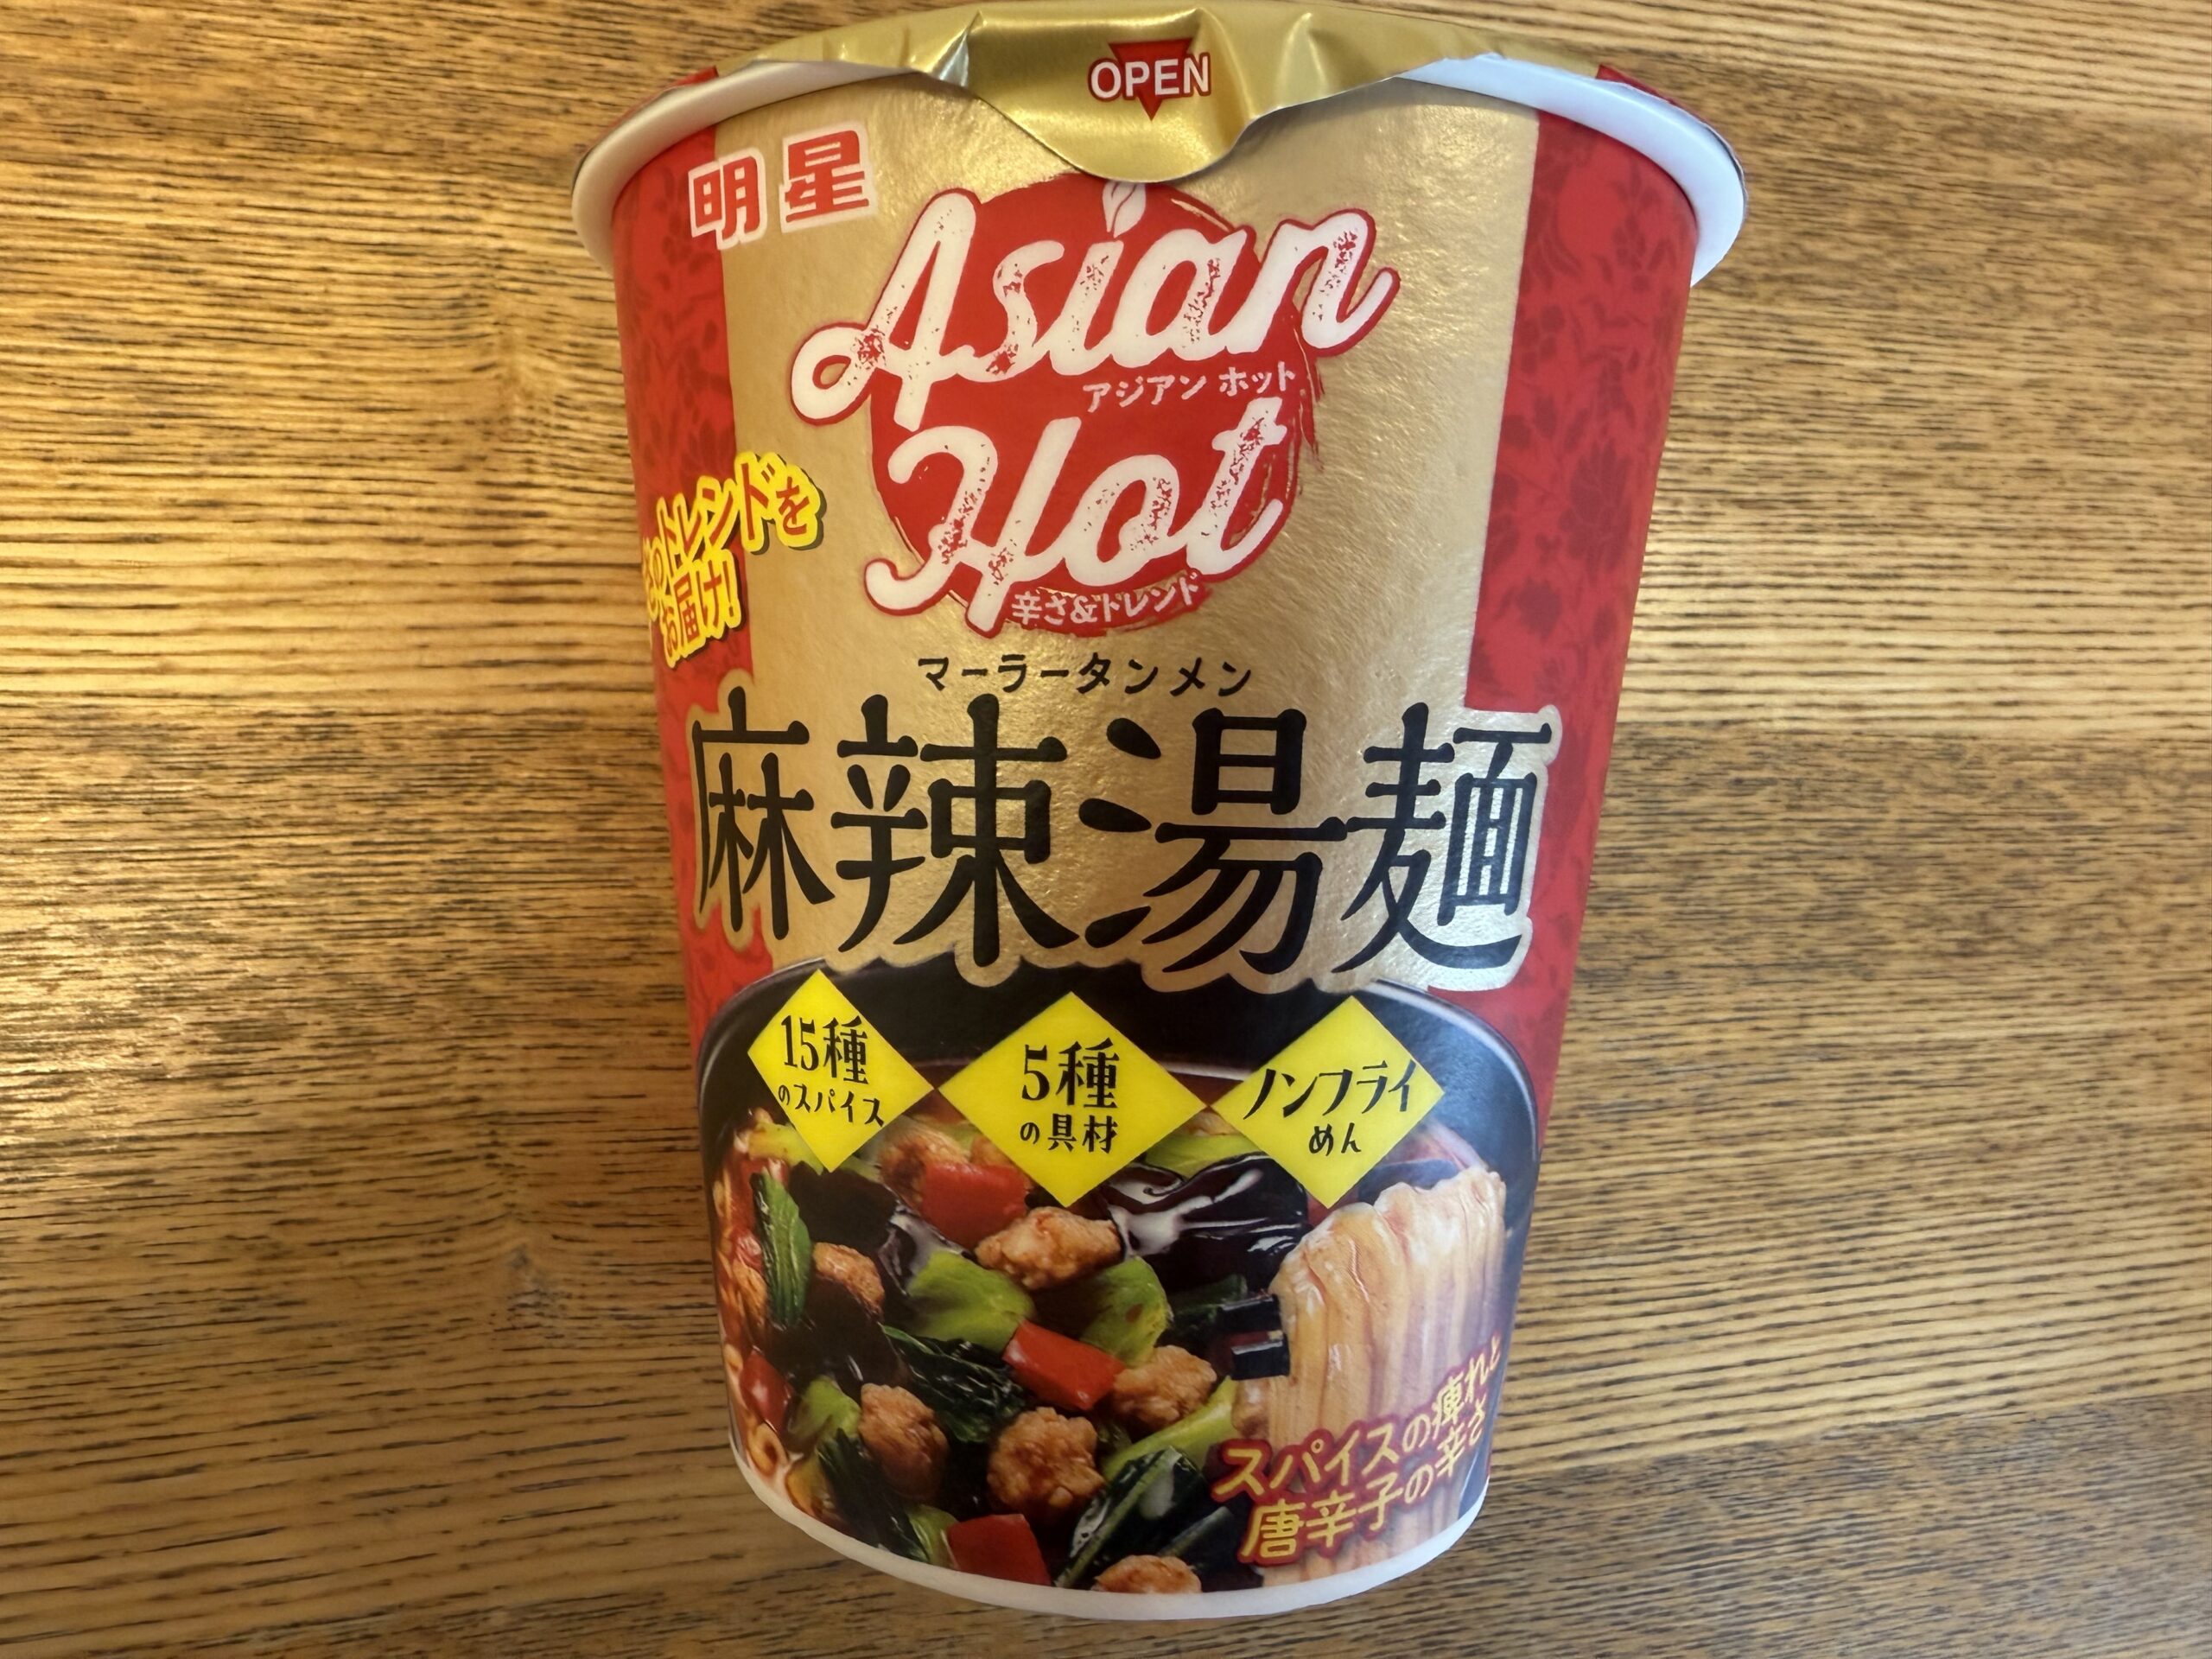 OPEN
明星
Asian
アジアン ホット
Hot
辛さ&トレンド
トレンドを
お届け!
マーラータンメン
麻辣湯麺
15種
のスパイス
5種
の具材
ノンフライ
めん
スパイスの痺れと
唐辛子の辛さ